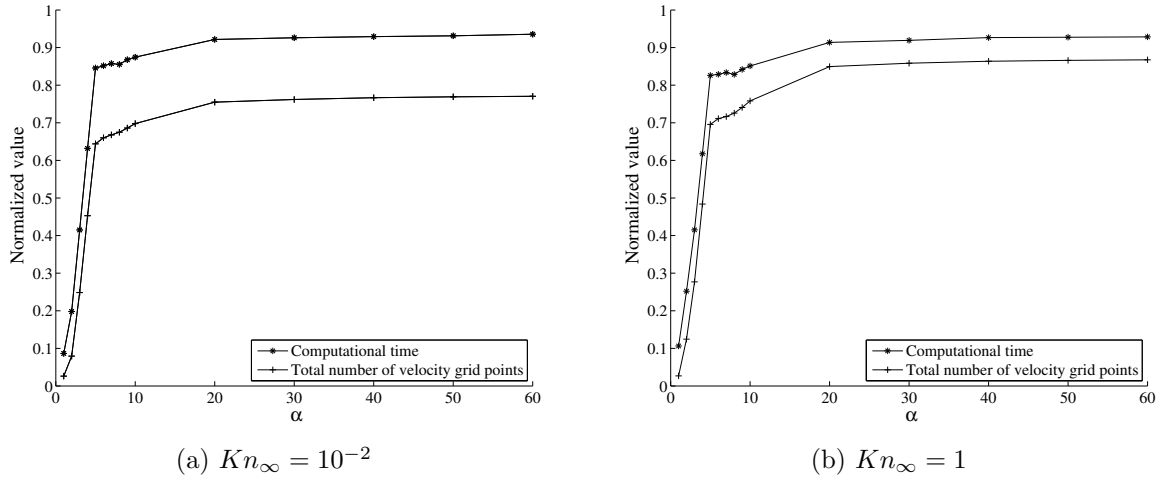 1
0.9
0.8
0.7
0.6
0.5
0.4
0.3
0.2
0.1
0
Normalized value
0 10 20 30 40 50 60
α
Computational time
Total number of velocity grid points
(a) Kn∞ = 10−2
1
0.9
0.8
0.7
0.6
0.5
0.4
0.3
0.2
0.1
0
Normalized value
0 10 20 30 40 50 60
α
Computational time
Total number of velocity grid points
(b) Kn∞ = 1